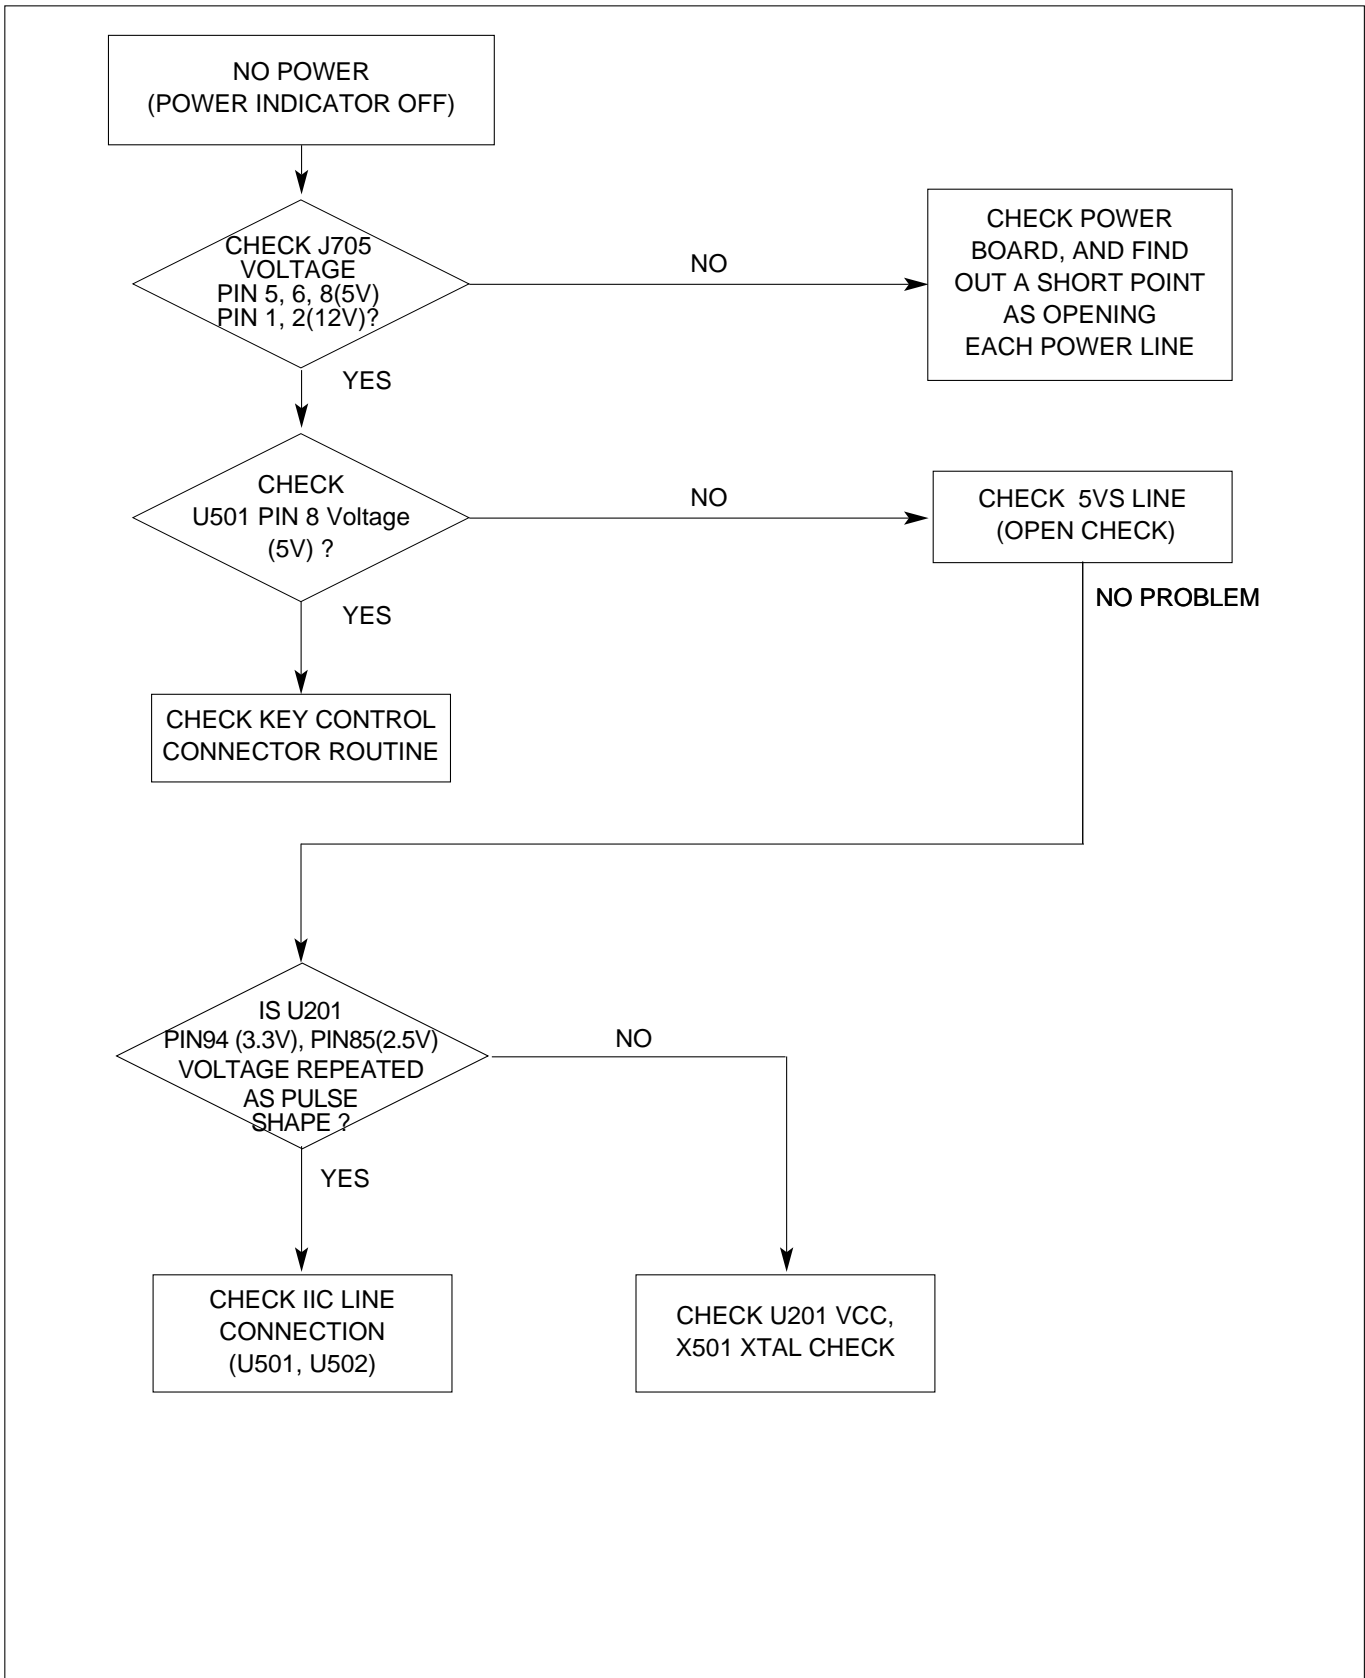 NO POWER
(POWER INDICATOR OFF)
CHECK J705
VOLTAGE
PIN 5, 6, 8(5V)
PIN 1, 2(12V)?
NO
CHECK POWER
BOARD, AND FIND
OUT A SHORT POINT
AS OPENING
EACH POWER LINE
YES
CHECK
U501 PIN 8 Voltage
(5V) ?
NO
CHECK 5VS LINE
(OPEN CHECK)
YES
NO PROBLEM
CHECK KEY CONTROL
CONNECTOR ROUTINE
IS U201
PIN94 (3.3V), PIN85(2.5V)
VOLTAGE REPEATED
AS PULSE
SHAPE ?
NO
YES
CHECK IIC LINE
CONNECTION
(U501, U502)
CHECK U201 VCC,
X501 XTAL CHECK